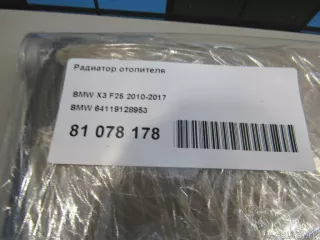 Радиатор отопителя
BMW X3 F25 2010-2017
BMW 64119128953
81 078 178